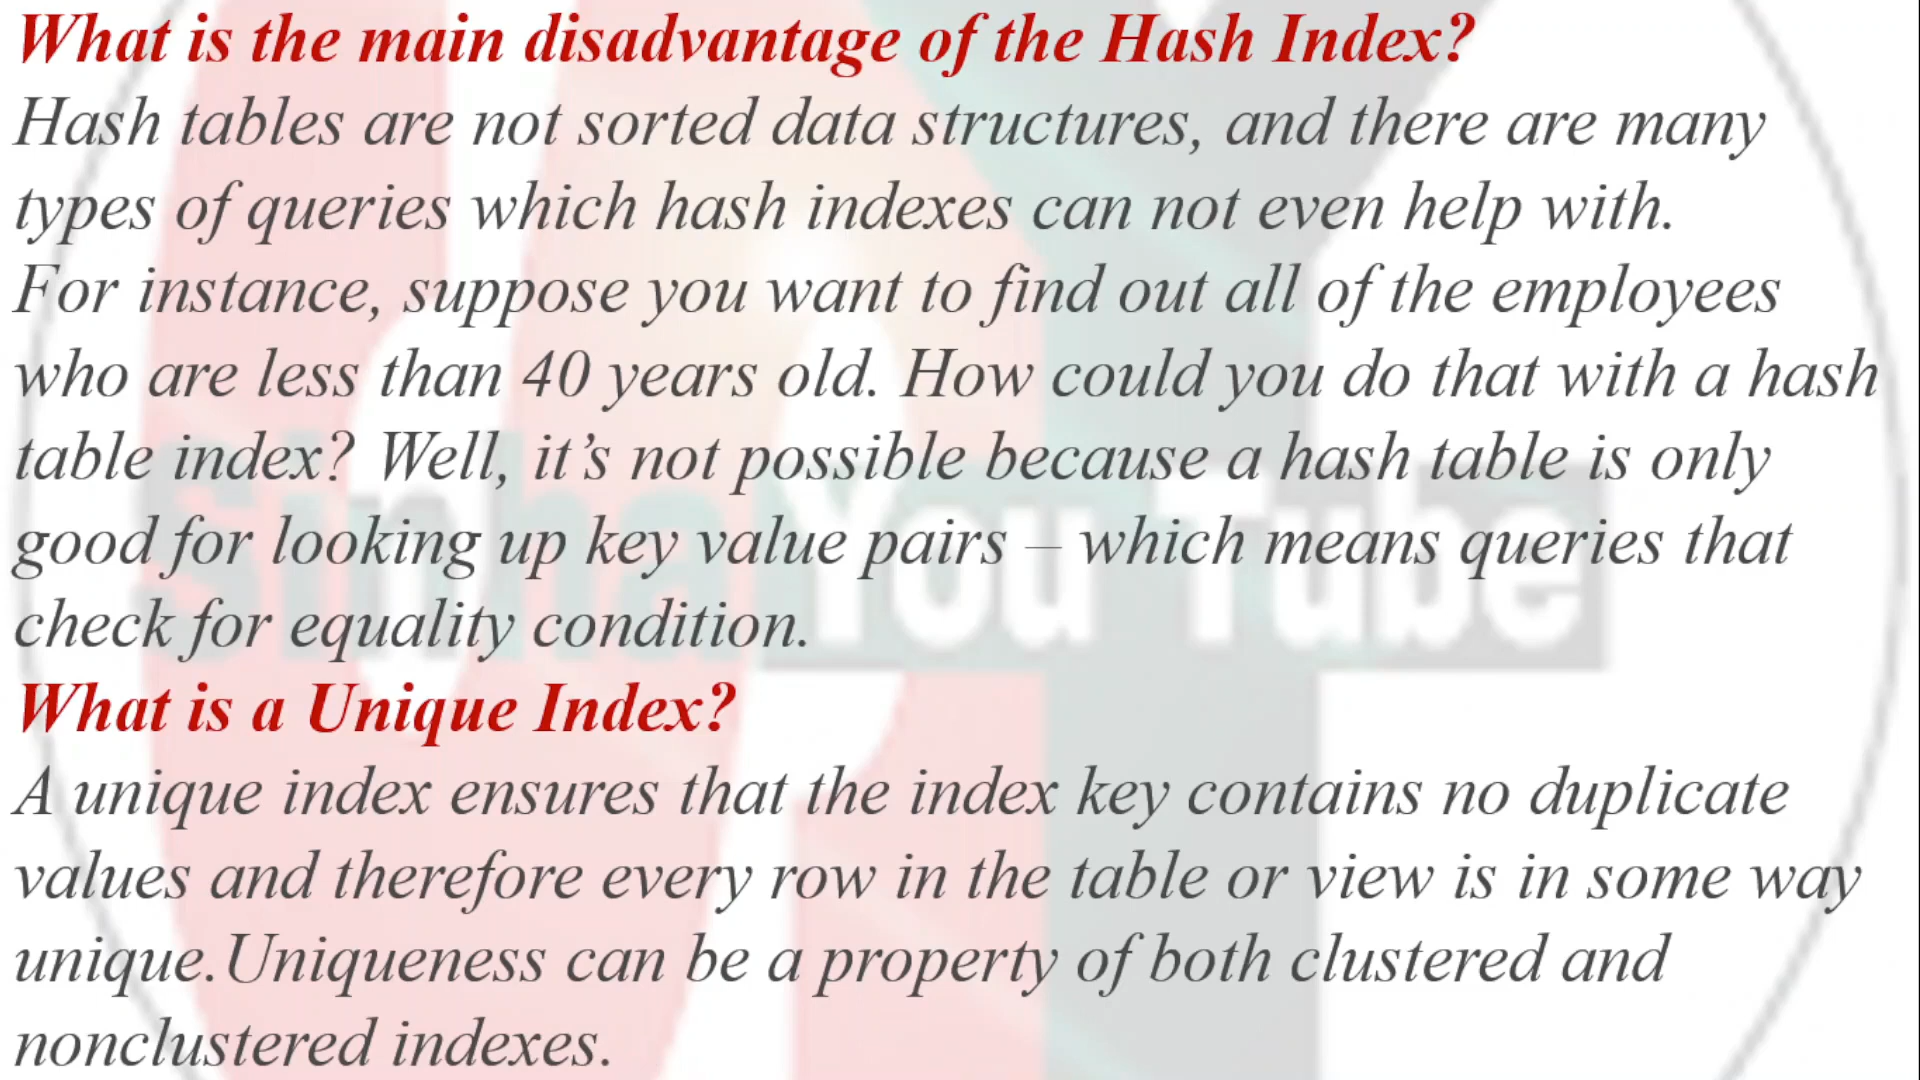 What is the main disadvantage of the Hash Index?
Hash tables are not sorted data structures, and there are many
types of queries which hash indexes can not even help with.
For instance, suppose you want to find out all of the employees
who are less than 40 years old. How could you do that with a hash
table index? Well, it’s not possible because a hash table is only
good for looking up key value pairs – which means queries that
check for equality condition.
Sinha You Tube
What is a Unique Index?
A unique index ensures that the index key contains no duplicate
values and therefore every row in the table or view is in some way
unique.Uniqueness can be a property of both clustered and
nonclustered indexes.